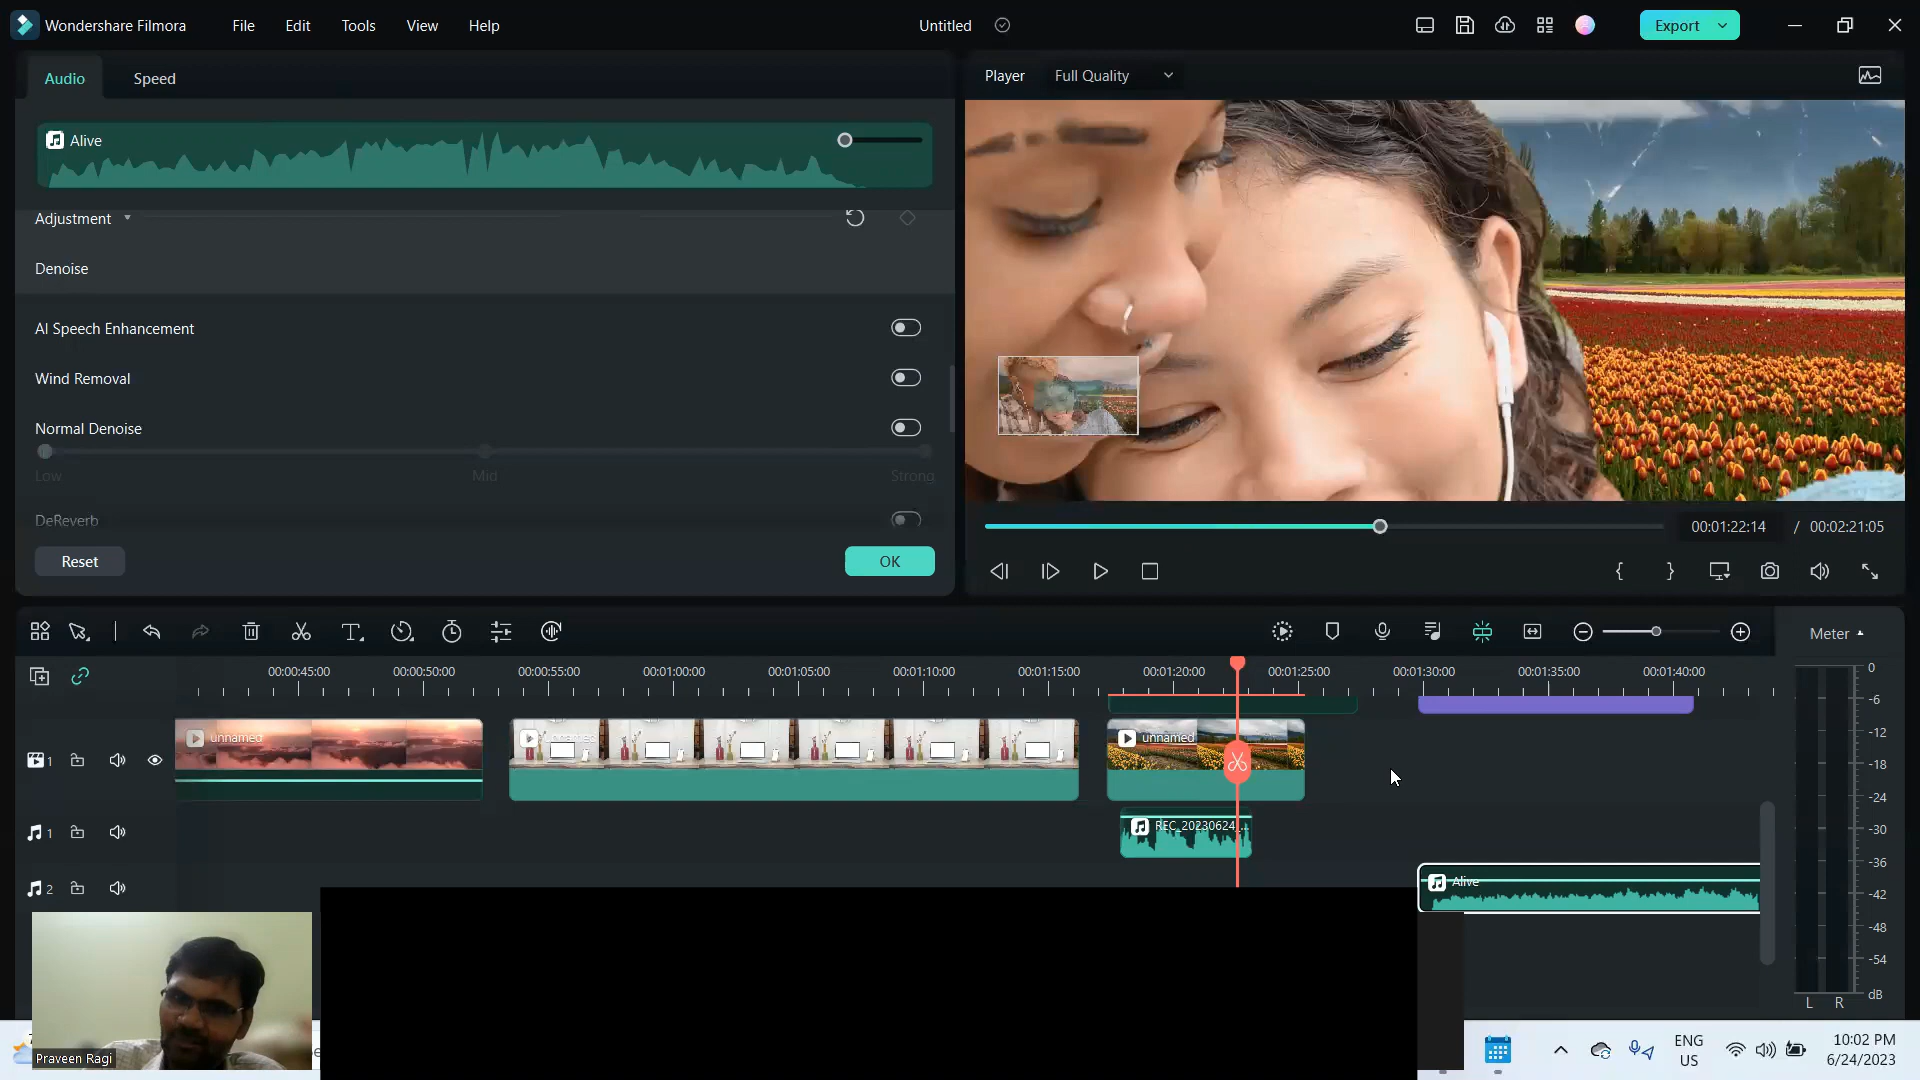 Wondershare Filmora
File
Edit
Tools
View
Help
Untitled
Export
Audio
Speed
Player
Full Quality
Alive
Adjustment
Denoise
AI Speech Enhancement
Wind Removal
Normal Denoise
Low
Mid
Strong
DeReverb
Reset
OK
00:01:22:14
/ 00:02:21:05
Meter
00:00:45:00
00:00:50:00
00:00:55:00
00:01:00:00
00:01:05:00
00:01:10:00
00:01:15:00
00:01:20:00
00:01:25:00
00:01:30:00
00:01:35:00
00:01:40:00
0
-6
-12
-18
-24
-30
-36
-42
-48
-54
dB
L
R
1
unnamed
unnamed
1
REC_20230624_...
2
Alive
Praveen Ragi
ENG
US
10:02 PM
6/24/2023